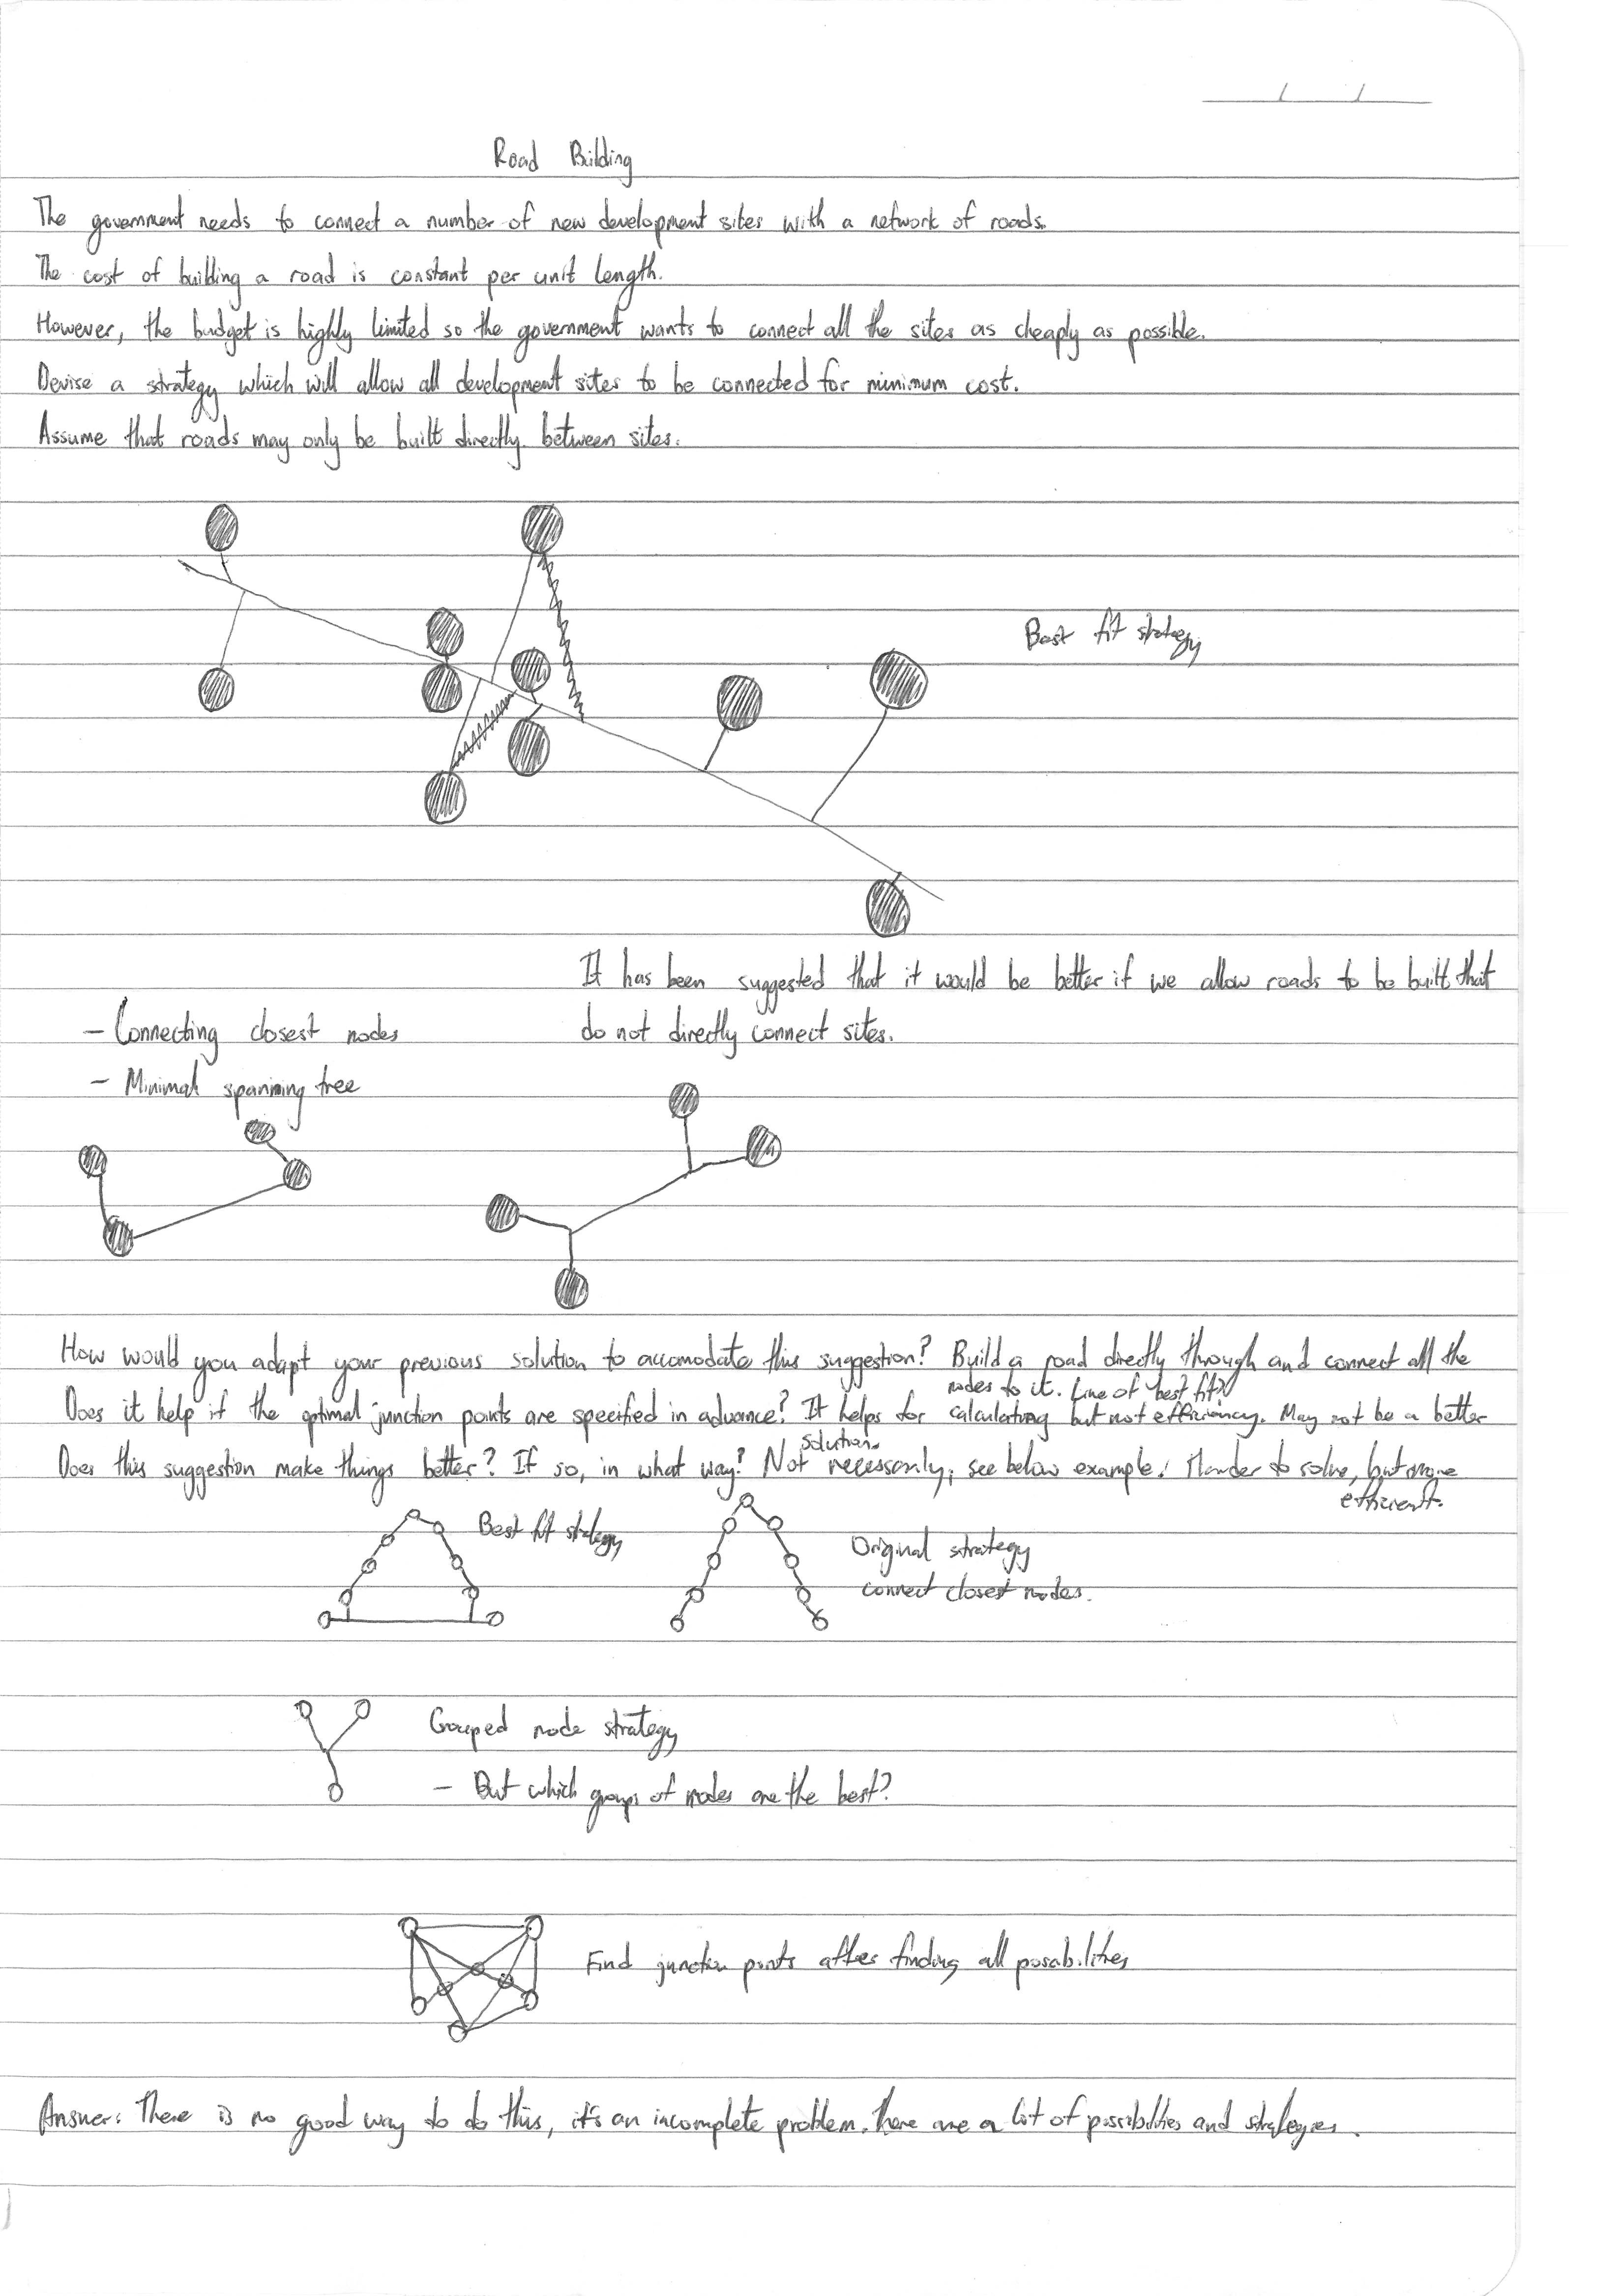 Road Building
The government needs to connect a number of new development sites with a network of roads.
The cost of building a road is constant per unit length.
However, the budget is highly limited so the government wants to connect all the sites as cheaply as possible.
Devise a strategy which will allow all development sites to be connected for minimum cost.
Assume that roads may only be built directly between sites.
Best fit strategy
It has been suggested that it would be better if we allow roads to be built that
do not directly connect sites.
- Connecting closest nodes
- Minimal spanning tree
How would you adapt your previous solution to accomodate this suggestion? Build a road directly through and connect all the
nodes to it. Line of best fit?
Does it help if the optimal junction points are specified in advance? It helps for calculating but not efficiency. May not be a better
solution.
Does this suggestion make things better? If so, in what way? Not necessarily, see below example. Harder to solve, but more
efficient.
Best fit strategy
Original strategy
connect closest nodes.
Grouped node strategy
- But which groups of nodes are the best?
Find junction points after finding all posabilities
Answer: There is no good way to do this, it's an incomplete problem. There are a lot of possibilities and strategies.